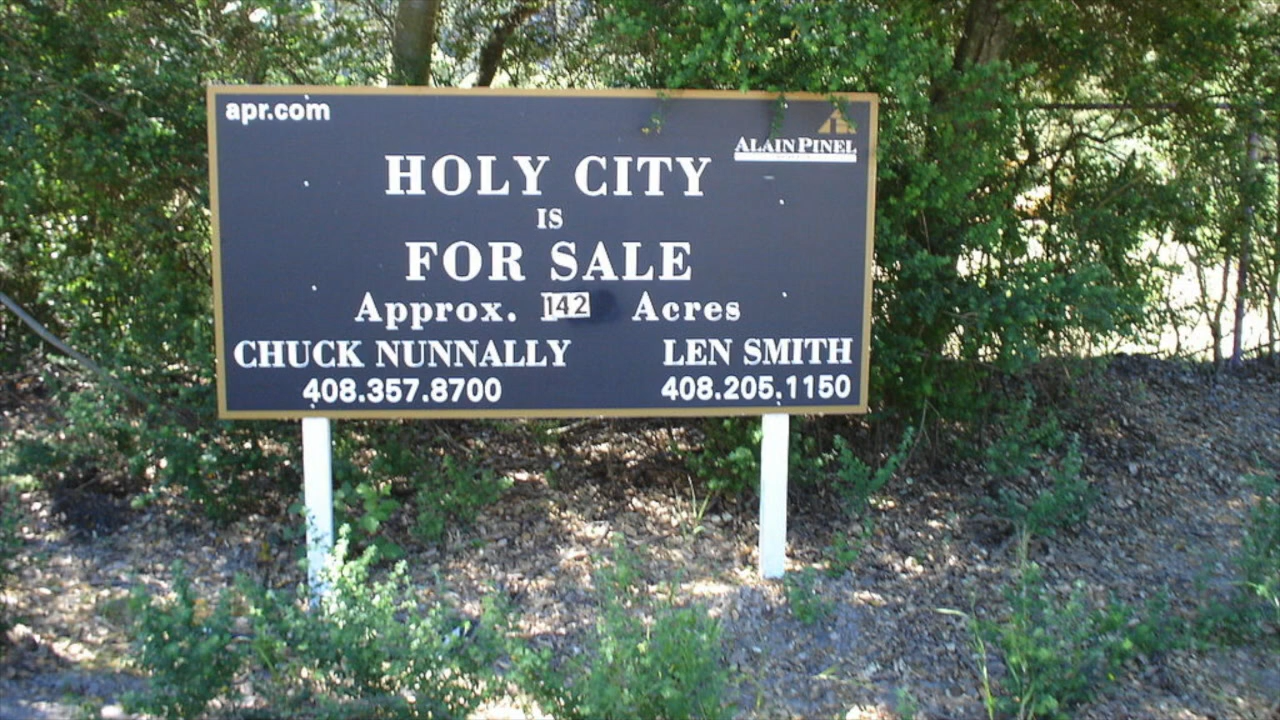 apr.com
ALAIN PINEL
HOLY CITY
IS
FOR SALE
Approx. 142 Acres
CHUCK NUNNALLY
LEN SMITH
408.357.8700
408.205.1150